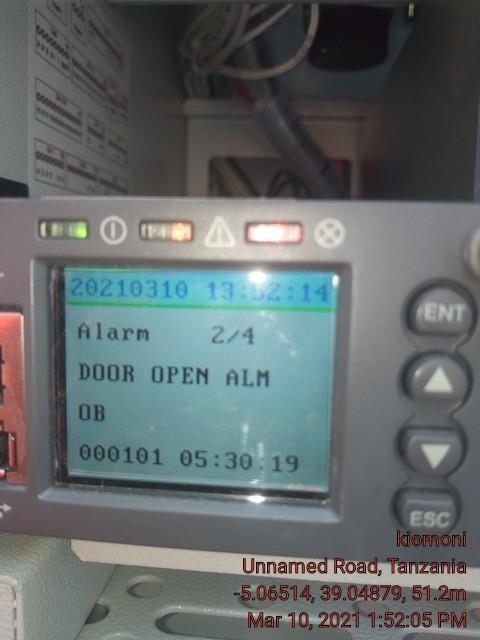 20210310 13:52:14
Alarm 2/4
DOOR OPEN ALM
OB
000101 05:30:19
ENT
ESC
kiomoni
Unnamed Road, Tanzania
-5.06514, 39.04879, 51.2m
Mar 10, 2021 1:52:05 PM